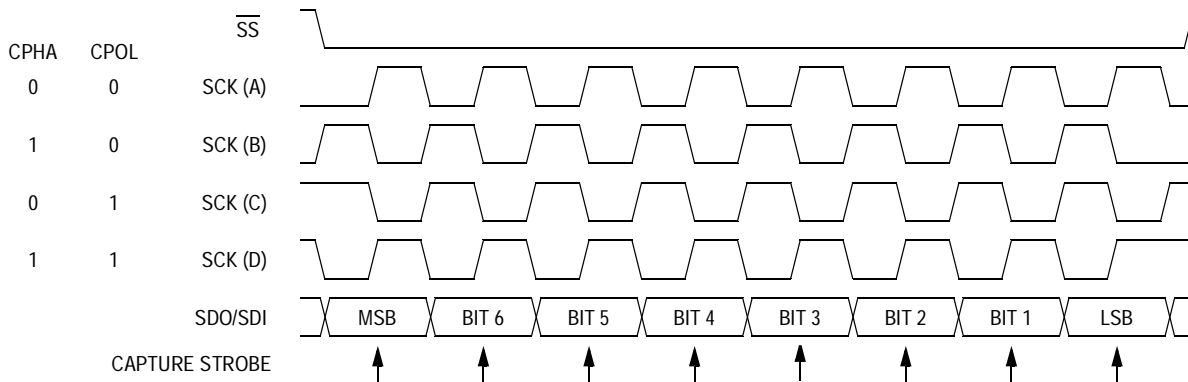 S̅S̅
CPHA CPOL
0 0 SCK (A)
1 0 SCK (B)
0 1 SCK (C)
1 1 SCK (D)
SDO/SDI MSB BIT 6 BIT 5 BIT 4 BIT 3 BIT 2 BIT 1 LSB
CAPTURE STROBE